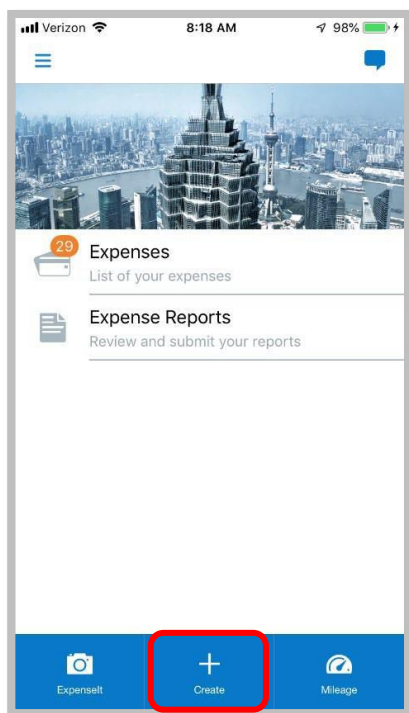 Verizon 8:18 AM 98%
29
Expenses
List of your expenses
Expense Reports
Review and submit your reports
ExpenseIt Create Mileage